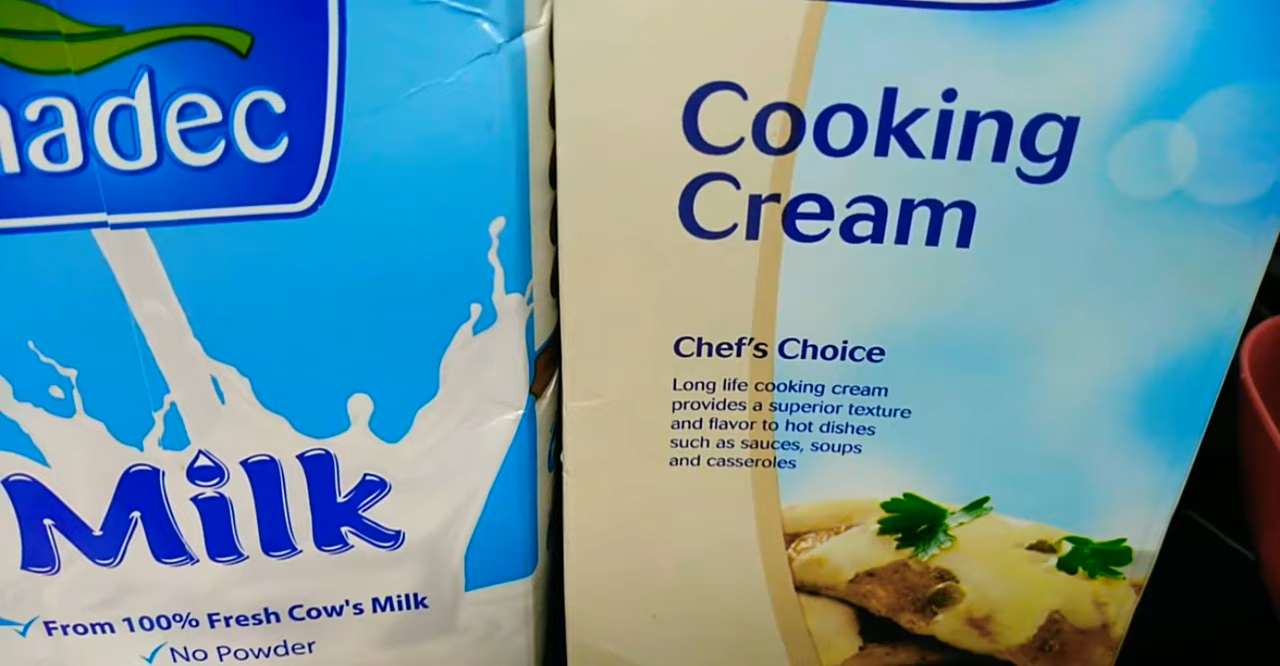 nadec
Milk
From 100% Fresh Cow's Milk
No Powder
Cooking
Cream
Chef's Choice
Long life cooking cream
provides a superior texture
and flavor to hot dishes
such as sauces, soups
and casseroles